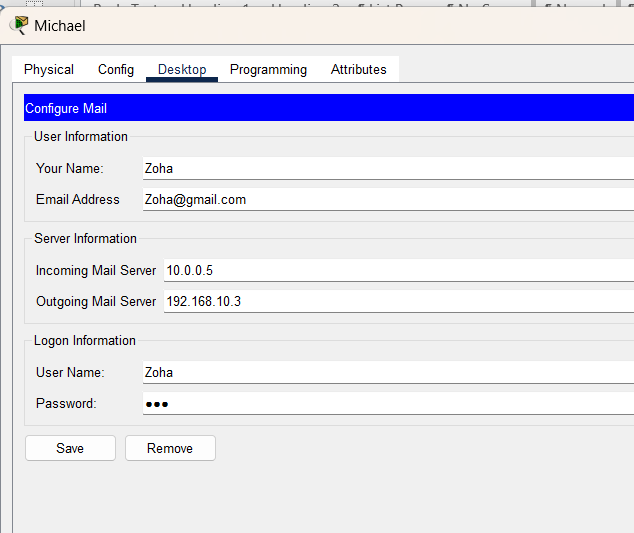 Michael
Physical Config Desktop Programming Attributes
Configure Mail
User Information
Your Name: Zoha
Email Address Zoha@gmail.com
Server Information
Incoming Mail Server 10.0.0.5
Outgoing Mail Server 192.168.10.3
Logon Information
User Name: Zoha
Password: ●●●
Save Remove